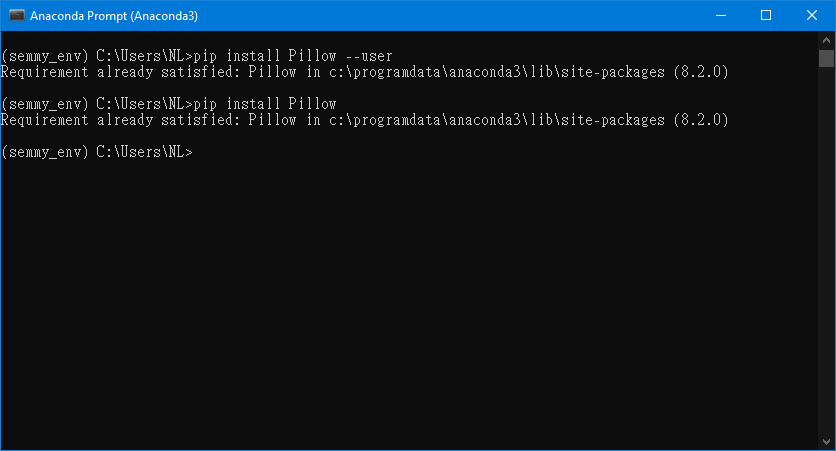 Anaconda Prompt (Anaconda3)
(semmy_env) C:\Users\NL>pip install Pillow --user
Requirement already satisfied: Pillow in c:\programdata\anaconda3\lib\site-packages (8.2.0)
(semmy_env) C:\Users\NL>pip install Pillow
Requirement already satisfied: Pillow in c:\programdata\anaconda3\lib\site-packages (8.2.0)
(semmy_env) C:\Users\NL>